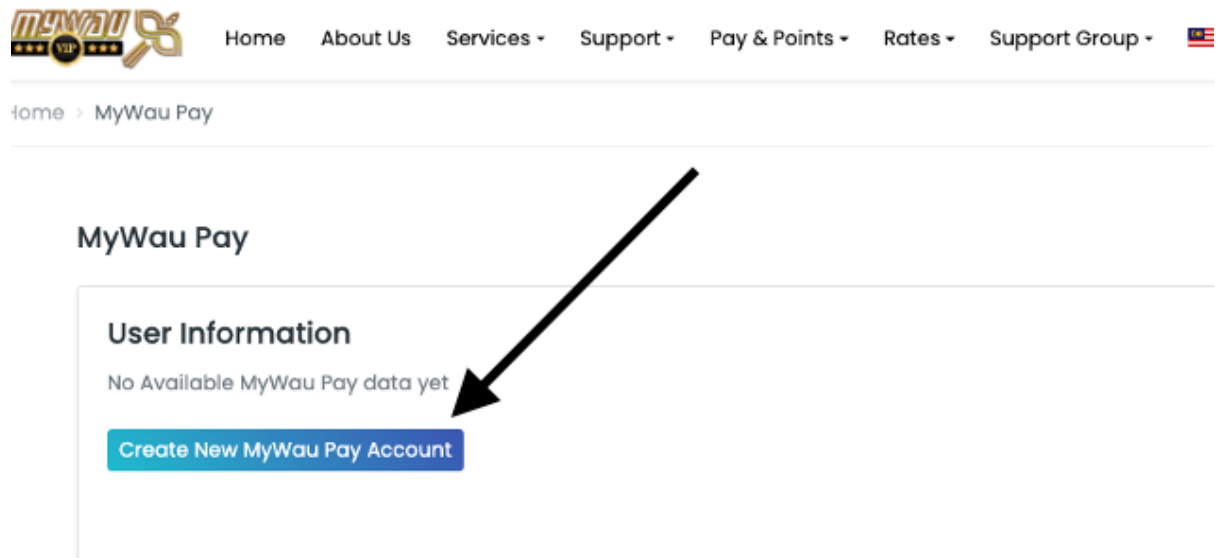 mywau
VIP
Home About Us Services Support Pay & Points Rates Support Group
Home > MyWau Pay
MyWau Pay
User Information
No Available MyWau Pay data yet
Create New MyWau Pay Account